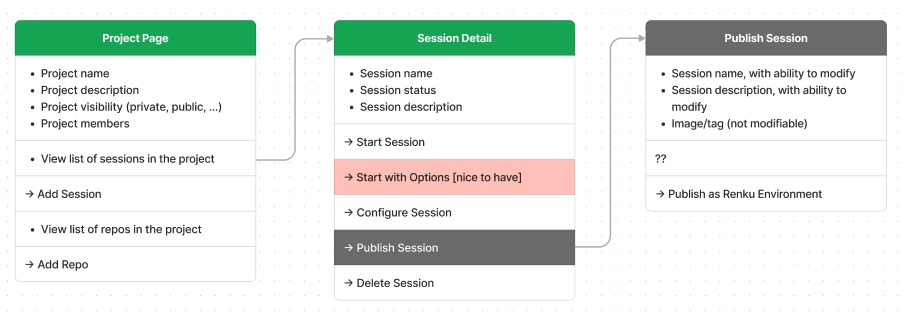 Project Page
• Project name
• Project description
• Project visibility (private, public, ...)
• Project members
• View list of sessions in the project
→ Add Session
• View list of repos in the project
→ Add Repo
Session Detail
• Session name
• Session status
• Session description
→ Start Session
→ Start with Options [nice to have]
→ Configure Session
→ Publish Session
→ Delete Session
Publish Session
• Session name, with ability to modify
• Session description, with ability to
modify
• Image/tag (not modifiable)
??
→ Publish as Renku Environment